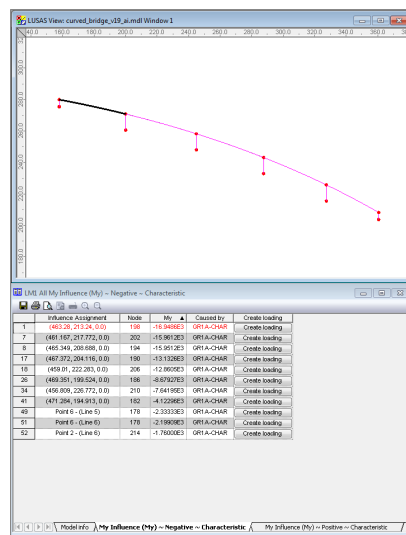 LUSAS View: curved_bridge_v19_ai.mdl Window 1
140.0 160.0 180.0 200.0 220.0 240.0 260.0 280.0 300.0 320.0 340.0 360.0
300.0
280.0
260.0
240.0
220.0
200.0
180.0
LM1 All My Influence (My) ~ Negative ~ Characteristic
Influence Assignment Node My Caused by Create loading
1 (463.28, 213.24, 0.0) 198 -16.9486E3 GR1A-CHAR Create loading
7 (461.167, 217.772, 0.0) 202 -15.9612E3 GR1A-CHAR Create loading
8 (465.349, 208.688, 0.0) 194 -15.9512E3 GR1A-CHAR Create loading
17 (467.372, 204.116, 0.0) 190 -13.1326E3 GR1A-CHAR Create loading
18 (459.01, 222.283, 0.0) 206 -12.8605E3 GR1A-CHAR Create loading
26 (469.351, 199.524, 0.0) 186 -8.67927E3 GR1A-CHAR Create loading
34 (456.809, 226.772, 0.0) 210 -7.64195E3 GR1A-CHAR Create loading
41 (471.284, 194.913, 0.0) 182 -4.12296E3 GR1A-CHAR Create loading
49 Point 6 - (Line 6) 178 -2.33333E3 GR1A-CHAR Create loading
51 Point 6 - (Line 5) 178 -2.19909E3 GR1A-CHAR Create loading
52 Point 2 - (Line 6) 214 -1.76000E3 GR1A-CHAR Create loading
Model info My Influence (My) ~ Negative ~ Characteristic My Influence (My) ~ Positive ~ Characteristic